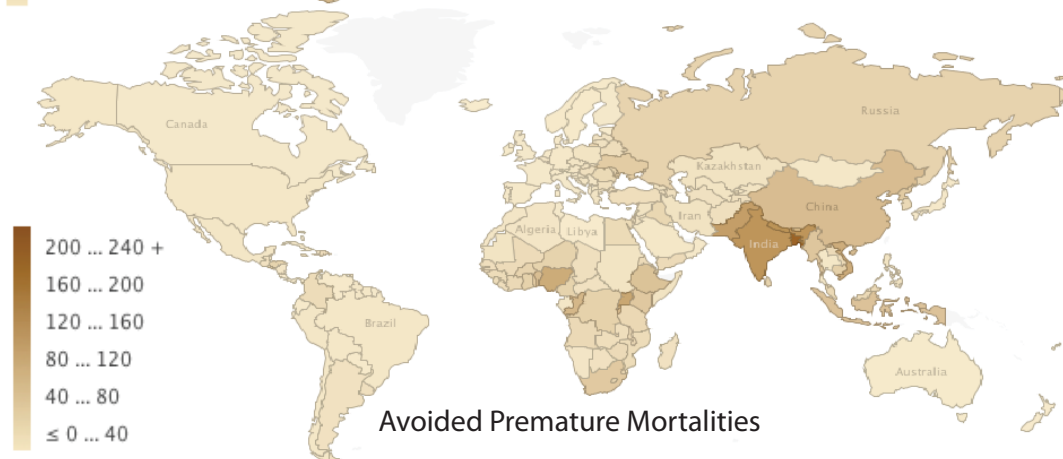 Canada
Russia
Kazakhstan
China
Iran
Algeria
Libya
India
200 ... 240 +
160 ... 200
120 ... 160
80 ... 120
40 ... 80
≤ 0 ... 40
Brazil
Australia
Avoided Premature Mortalities